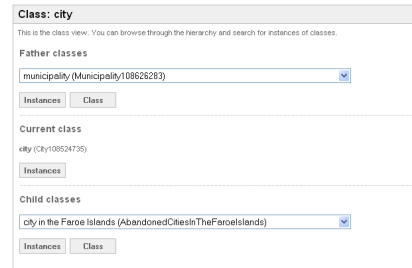 Class: city
This is the class view. You can browse through the hierarchy and search for instances of classes.
Father classes
municipality (Municipality108626283)
Instances Class
Current class
city (City108524735)
Instances
Child classes
city in the Faroe Islands (AbandonedCitiesInTheFaroeIslands)
Instances Class